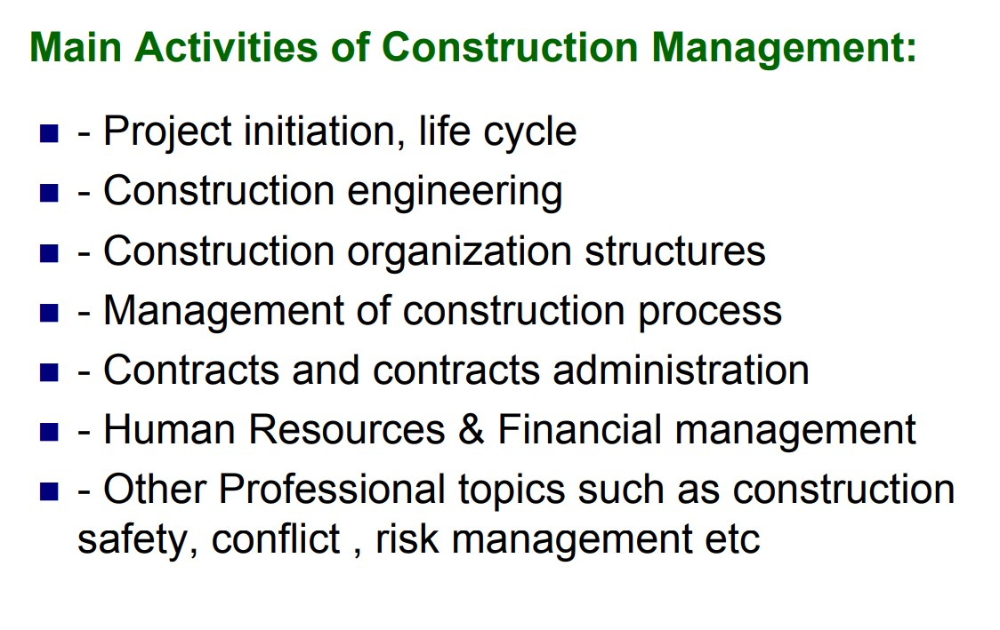 Main Activities of Construction Management:
■ - Project initiation, life cycle
■ - Construction engineering
■ - Construction organization structures
■ - Management of construction process
■ - Contracts and contracts administration
■ - Human Resources & Financial management
■ - Other Professional topics such as construction
safety, conflict , risk management etc